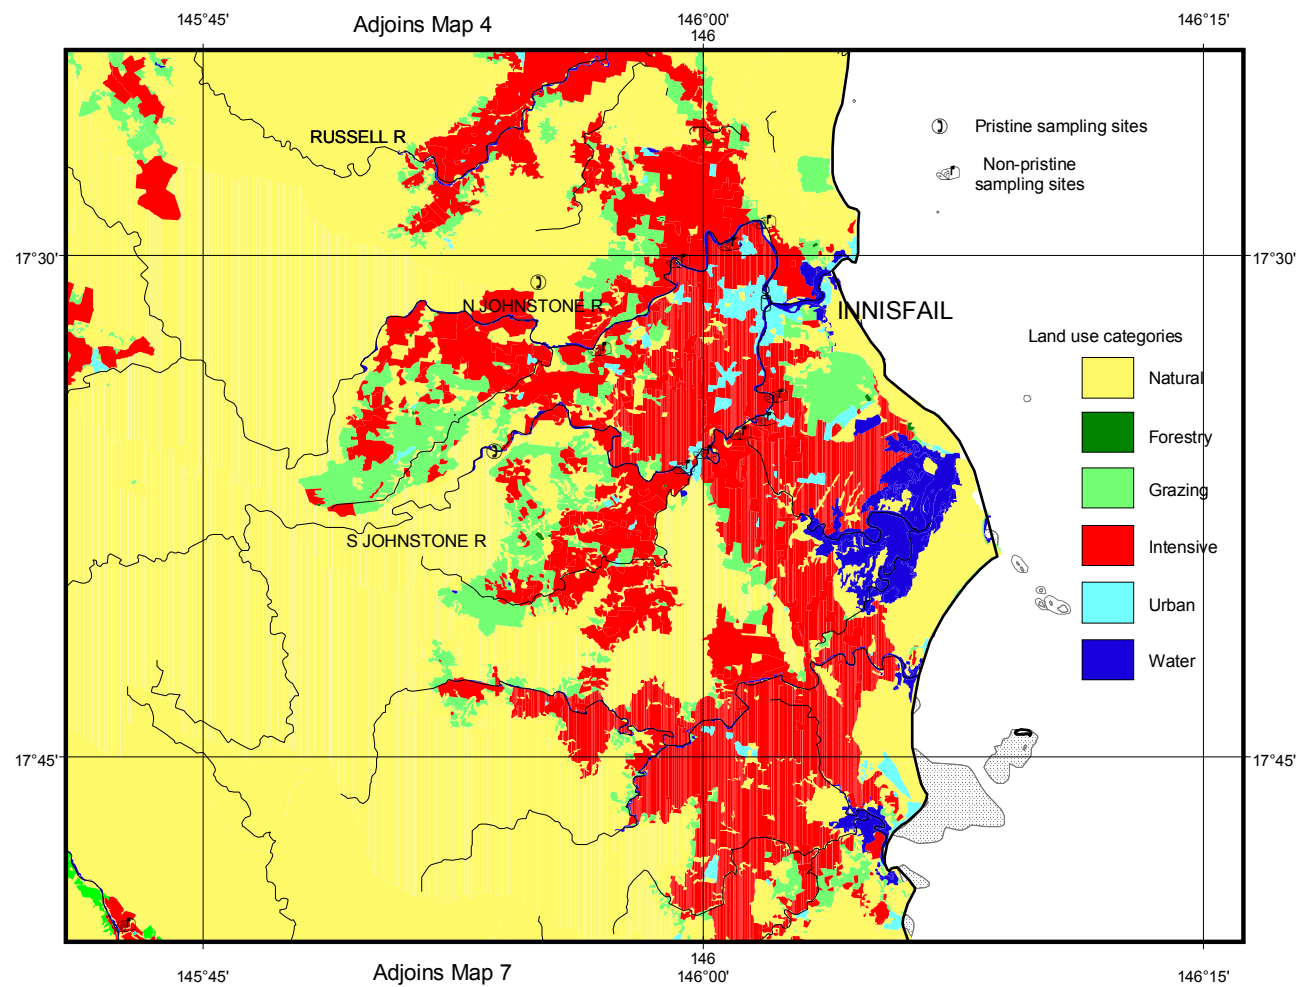 145°45'
Adjoins Map 4
146°00'
146
146°15'
RUSSELL R
Pristine sampling sites
Non-pristine
sampling sites
17°30'
17°30'
N JOHNSTONE R
INNISFAIL
Land use categories
Natural
Forestry
Grazing
Intensive
S JOHNSTONE R
Urban
Water
17°45'
17°45'
145°45'
Adjoins Map 7
146
146°00'
146°15'